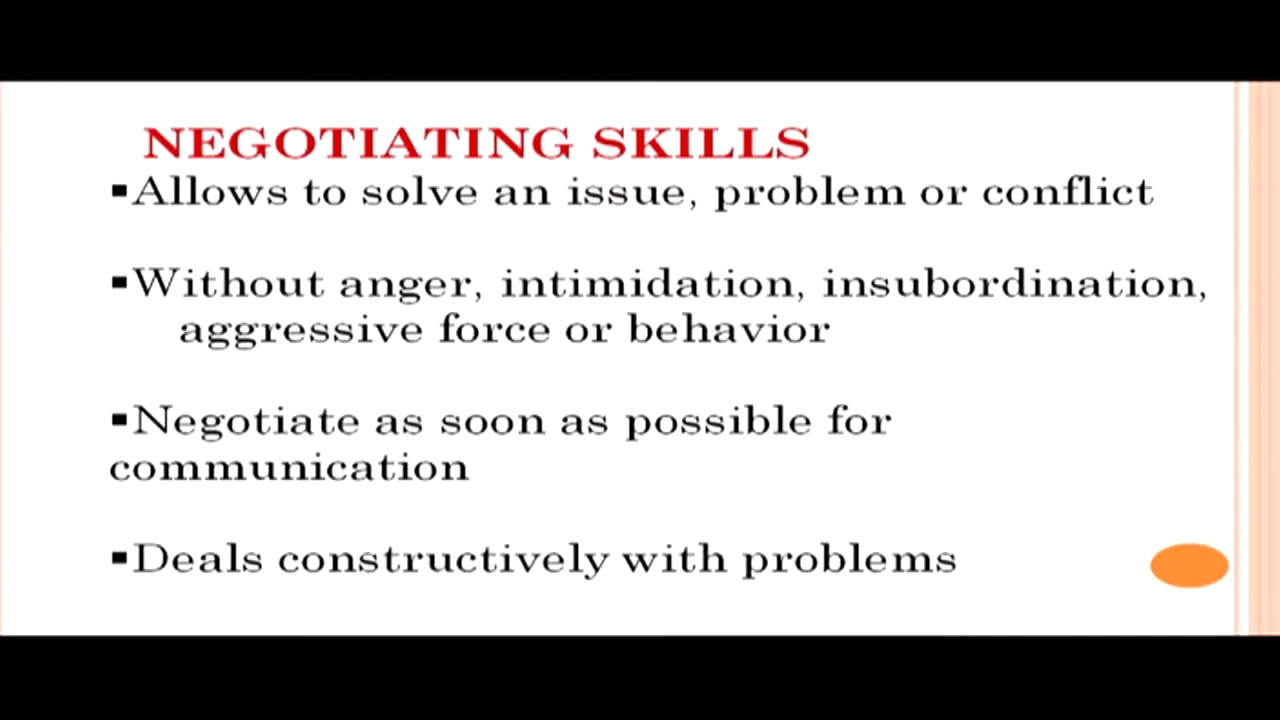 NEGOTIATING SKILLS
▪Allows to solve an issue, problem or conflict
▪Without anger, intimidation, insubordination,
aggressive force or behavior
▪Negotiate as soon as possible for
communication
▪Deals constructively with problems